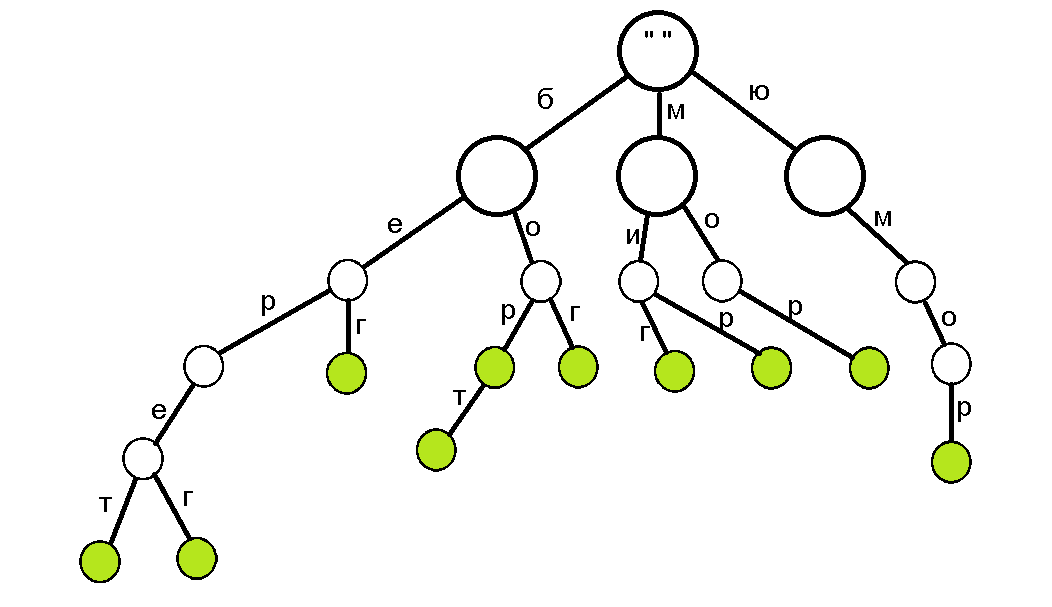 " "
б
м
ю
е
о
и
о
м
р
г
р
г
г
р
р
о
е
т
р
т
г